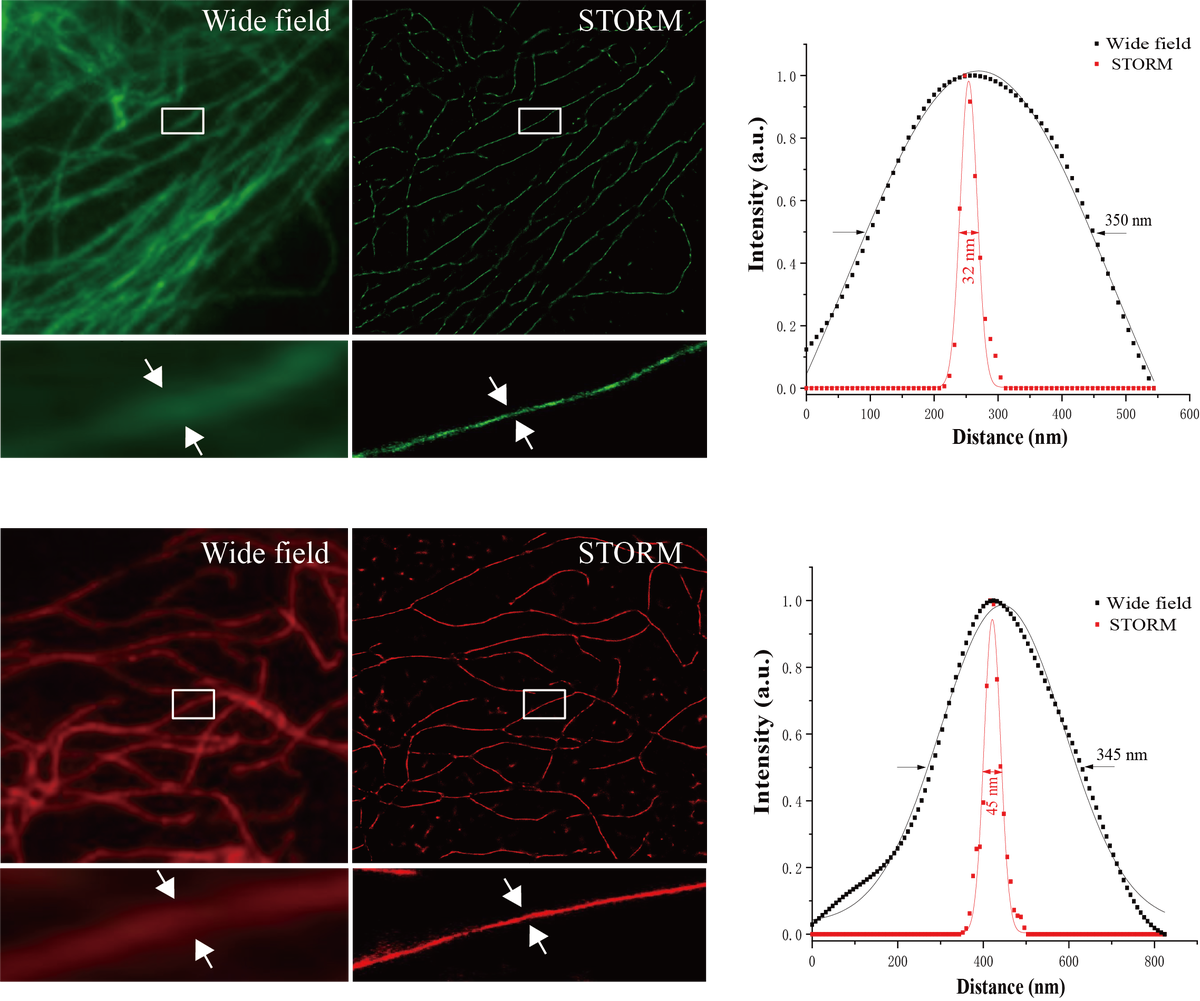 Wide field
STORM
Wide field
STORM
1.0
0.8
0.6
0.4
0.2
0.0
Intensity (a.u.)
350 nm
32 nm
0 100 200 300 400 500 600
Distance (nm)
Wide field
STORM
Wide field
STORM
1.0
0.8
0.6
0.4
0.2
0.0
Intensity (a.u.)
345 nm
45 nm
0 200 400 600 800
Distance (nm)